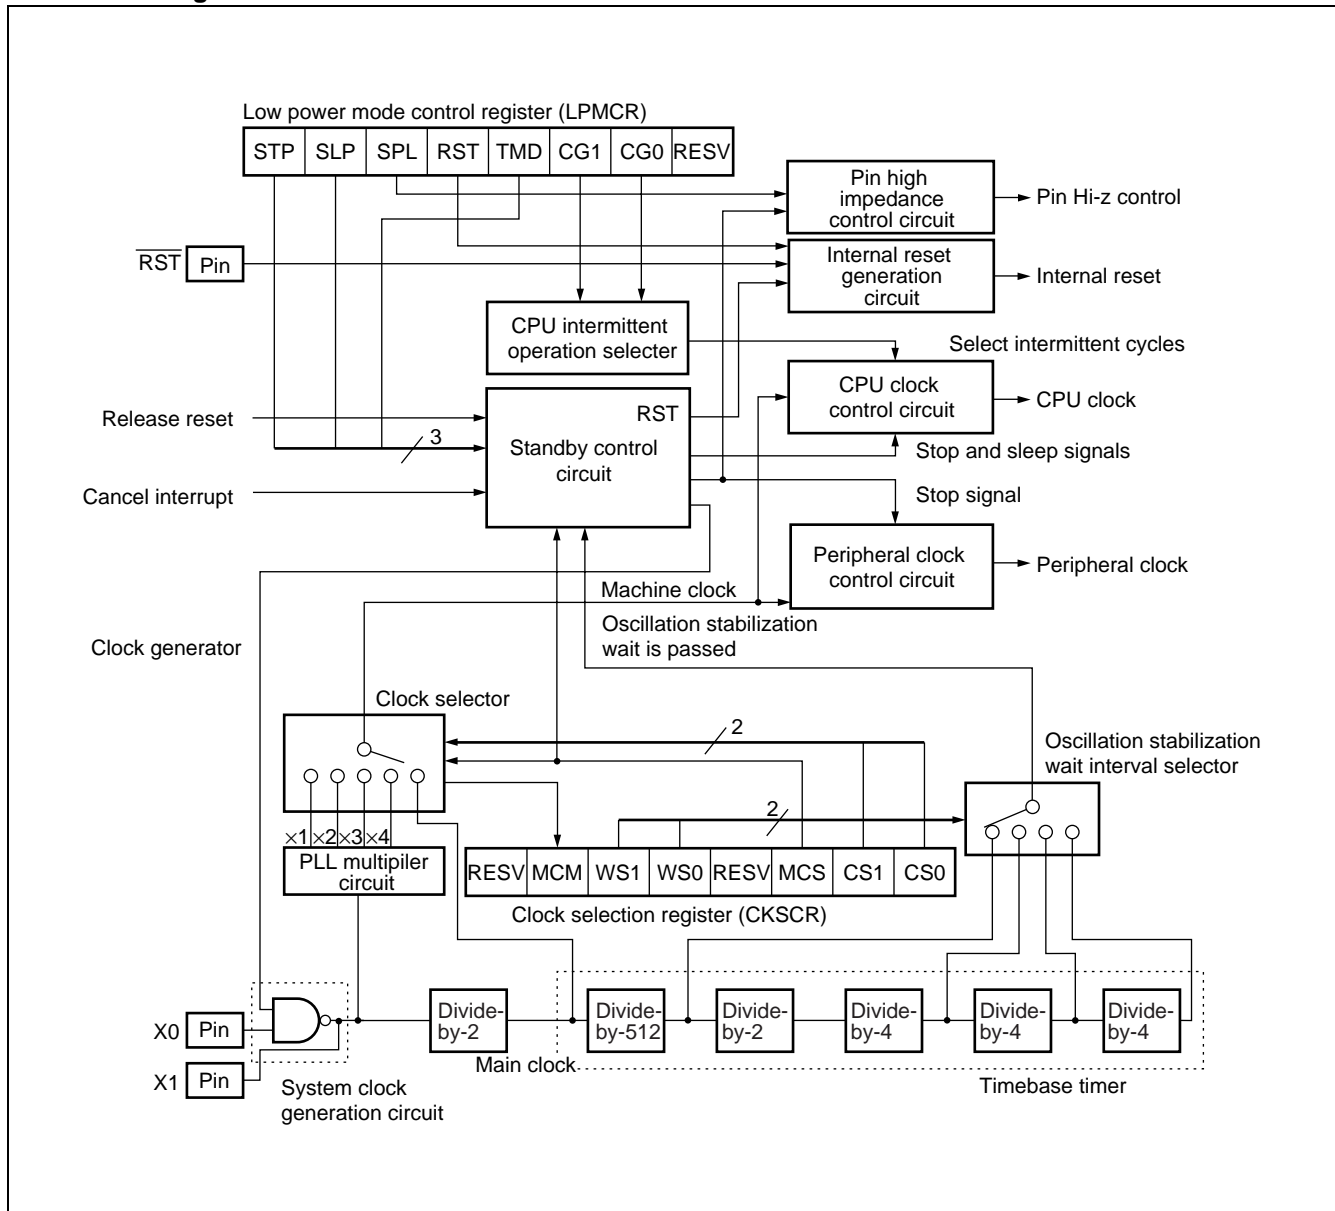 Low power mode control register (LPMCR)
STP SLP SPL RST TMD CG1 CG0 RESV
Pin high
impedance
control circuit
Pin Hi-z control
RST Pin
Internal reset
generation
circuit
Internal reset
CPU intermittent
operation selecter
Select intermittent cycles
CPU clock
control circuit
CPU clock
Release reset
RST
3
Standby control
circuit
Stop and sleep signals
Cancel interrupt
Stop signal
Peripheral clock
control circuit
Peripheral clock
Machine clock
Oscillation stabilization
wait is passed
Clock generator
Clock selector
2
Oscillation stabilization
wait interval selector
2
×1 ×2 ×3 ×4
PLL multipiler
circuit
RESV MCM WS1 WS0 RESV MCS CS1 CS0
Clock selection register (CKSCR)
X0 Pin
X1 Pin
System clock
generation circuit
Divide-
by-2
Main clock
Divide-
by-512
Divide-
by-2
Divide-
by-4
Divide-
by-4
Divide-
by-4
Timebase timer